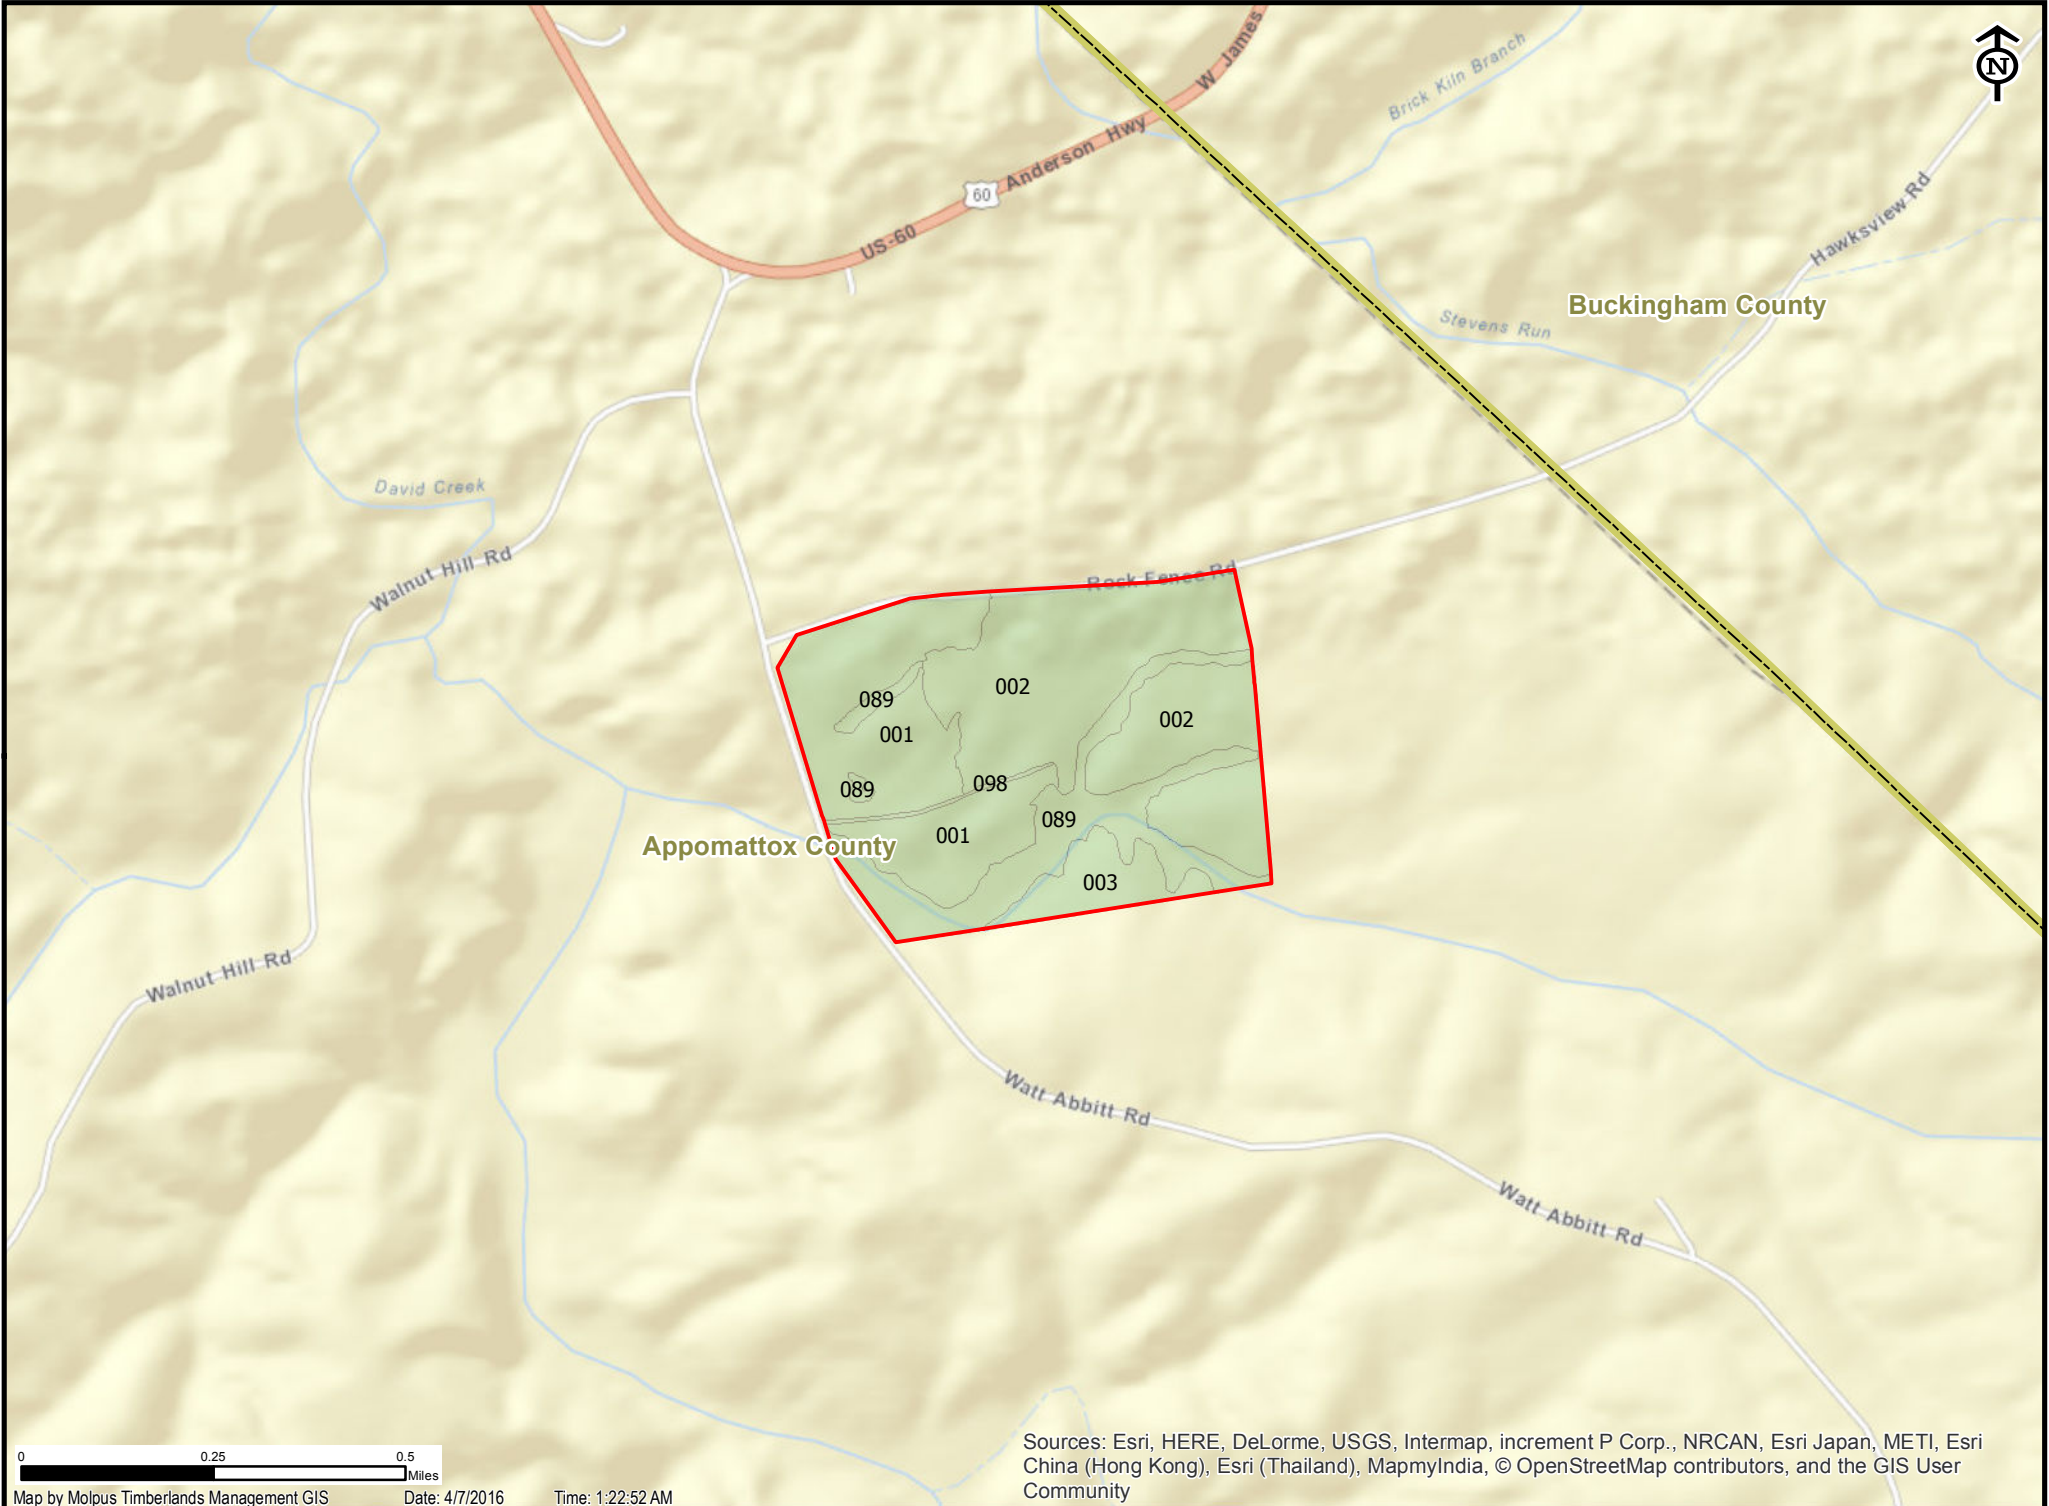 W James
Brick Kiln Branch
N
Anderson Hwy
60
US-60
Hawksview Rd
Buckingham County
Stevens Run
David Creek
Walnut Hill Rd
Rock Fence Rd
002
089
002
001
098
089
089
001
Appomattox County
003
Walnut Hill Rd
Watt Abbitt Rd
Watt Abbitt Rd
0 0.25 0.5
Miles
Map by Molpus Timberlands Management GIS Date: 4/7/2016 Time: 1:22:52 AM
Sources: Esri, HERE, DeLorme, USGS, Intermap, increment P Corp., NRCAN, Esri Japan, METI, Esri
China (Hong Kong), Esri (Thailand), MapmyIndia, © OpenStreetMap contributors, and the GIS User
Community